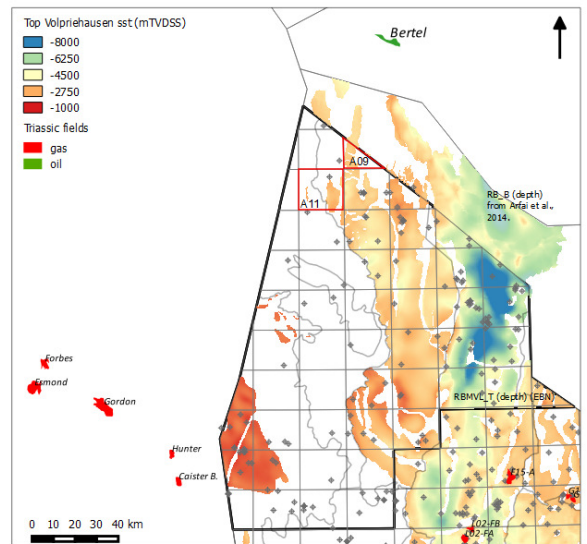 Top Volpriehausen sst (mTVDSS)
-8000
-6250
-4500
-2750
-1000
Triassic fields
gas
oil
Bertel
A09
A11
RB_B (depth)
from Arfai et al.,
2014.
Forbes
Esmond
Gordon
RBMVL_T (depth) (EBN)
Hunter
Caister B.
F15-A
L02-FB
L02-FA
0 10 20 30 40 km